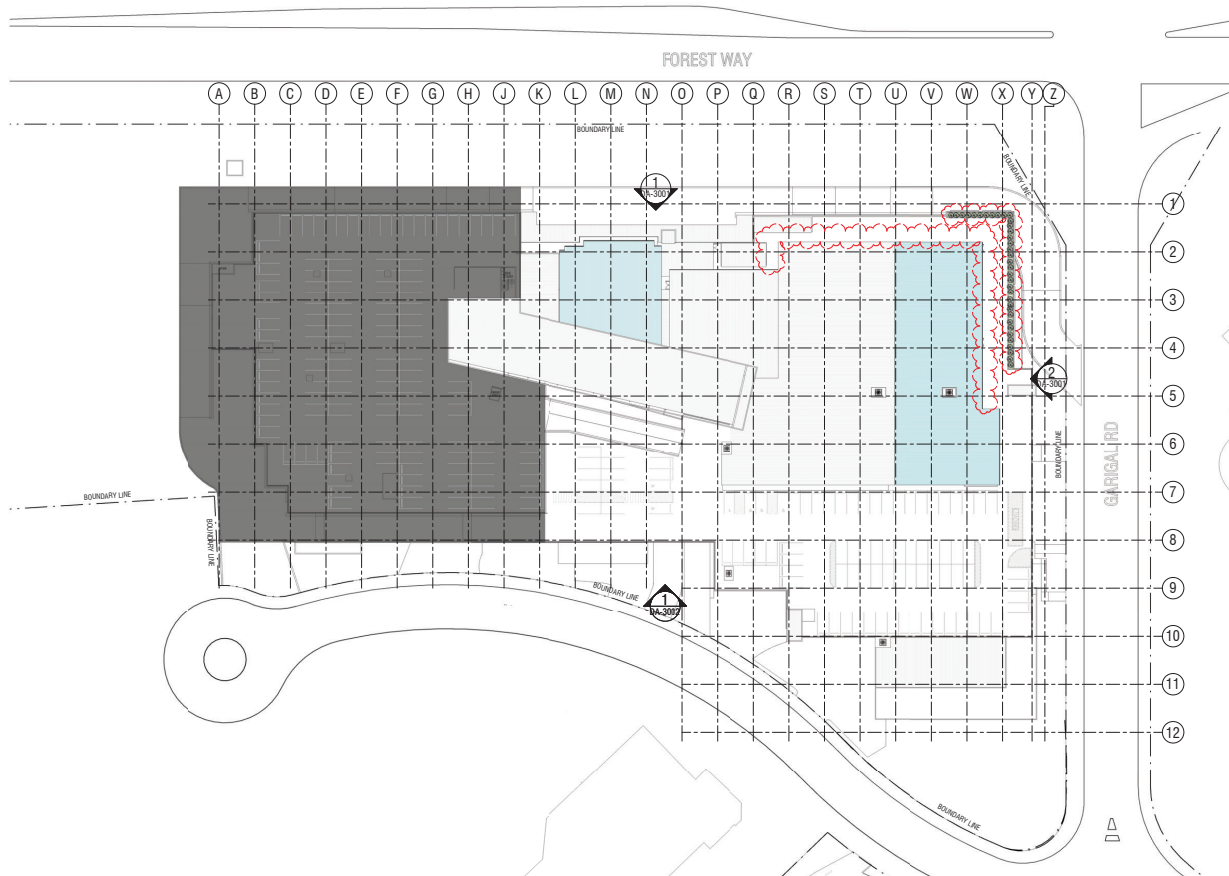 FOREST WAY
A B C D E F G H J K L M N O P Q R S T U V W X Y Z
BOUNDARY LINE
BOUNDARY LINE
1
DA-3001
1
2
3
4
2
DA-3001
5
6
BOUNDARY LINE
GARIGAL RD
7
BOUNDARY LINE
BOUNDARY LINE
8
BOUNDARY LINE
9
1
DA-3002
10
11
12
BOUNDARY LINE